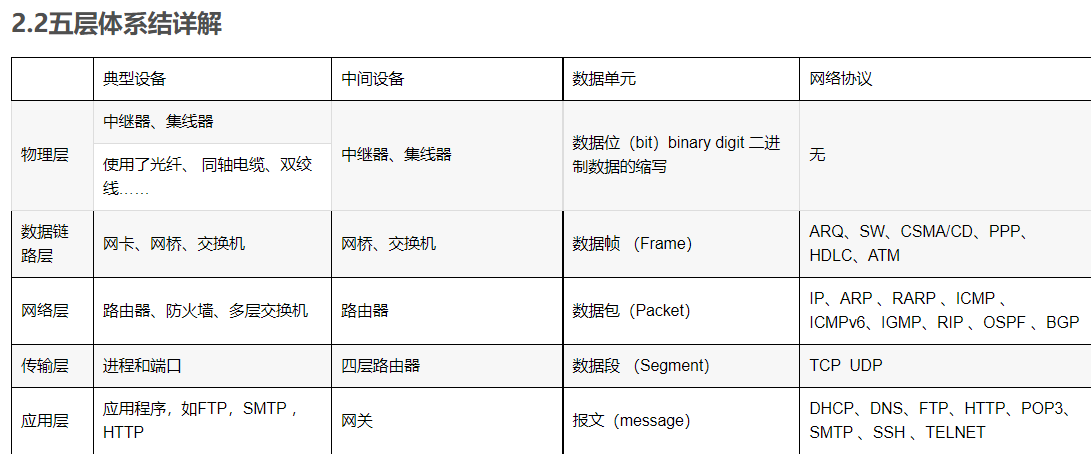 2.2五层体系结详解
典型设备
中间设备
数据单元
网络协议
物理层
中继器、集线器
使用了光纤、 同轴电缆、双绞
线……
中继器、集线器
数据位（bit）binary digit 二进
制数据的缩写
无
数据链
路层
网卡、网桥、交换机
网桥、交换机
数据帧 （Frame）
ARQ、SW、CSMA/CD、PPP、
HDLC、ATM
网络层
路由器、防火墙、多层交换机
路由器
数据包（Packet）
IP、ARP 、RARP 、ICMP 、
ICMPv6、IGMP、RIP 、OSPF 、BGP
传输层
进程和端口
四层路由器
数据段 （Segment）
TCP  UDP
应用层
应用程序，如FTP，SMTP ，
HTTP
网关
报文（message）
DHCP、DNS、FTP、HTTP、POP3、
SMTP 、SSH 、TELNET